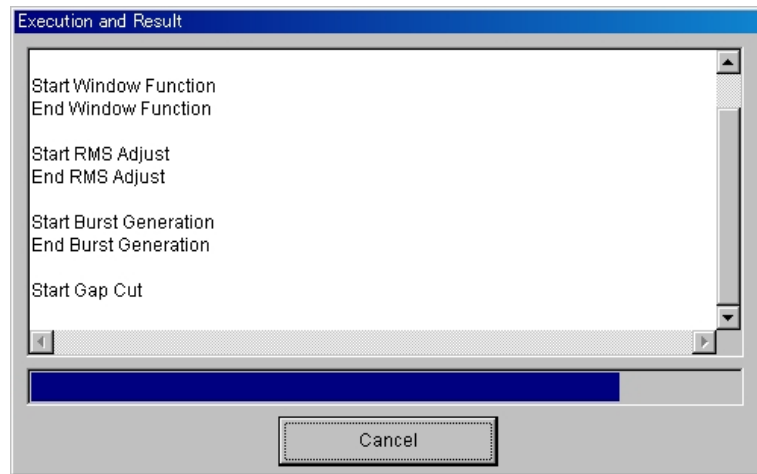 Execution and Result
Start Window Function
End Window Function
Start RMS Adjust
End RMS Adjust
Start Burst Generation
End Burst Generation
Start Gap Cut
Cancel